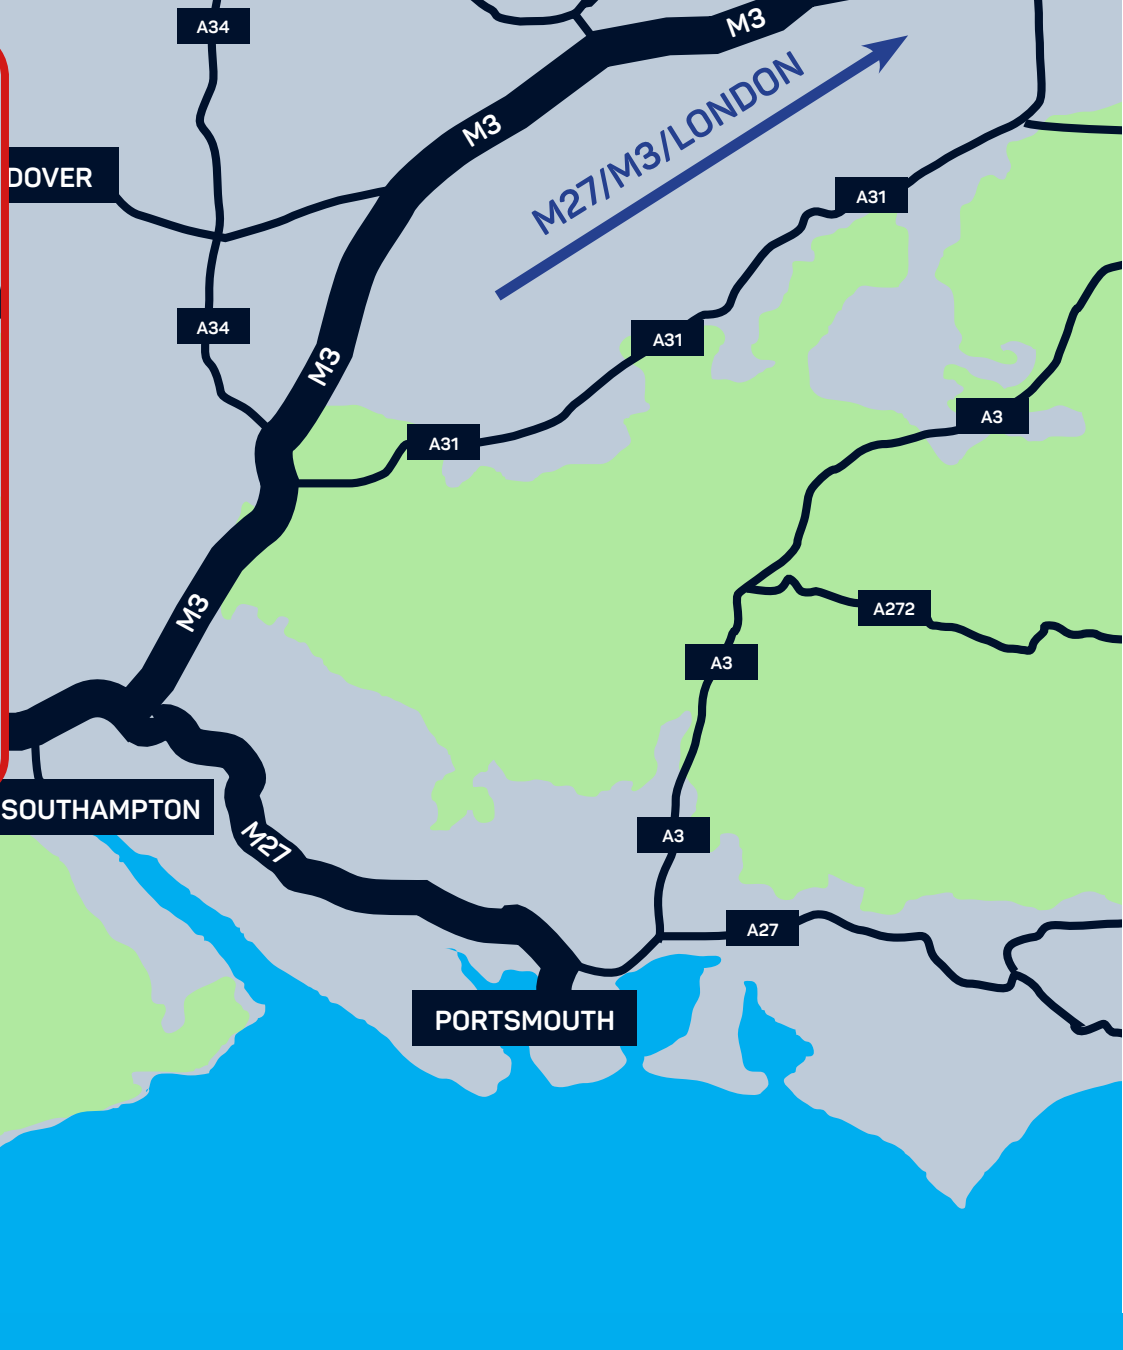 A34
M3
M3
M27/M3/LONDON
DOVER
A31
A34
A31
M3
A3
A31
M3
A272
A3
SOUTHAMPTON
A3
M27
A27
PORTSMOUTH